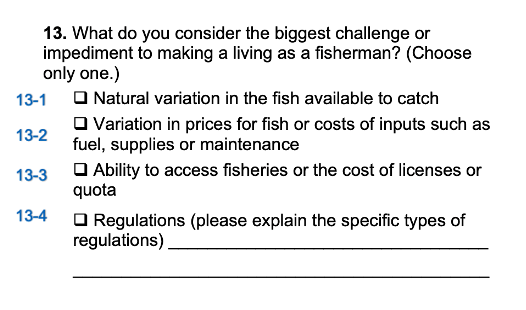 13. What do you consider the biggest challenge or
impediment to making a living as a fisherman? (Choose
only one.)
13-1 ❑ Natural variation in the fish available to catch
❑ Variation in prices for fish or costs of inputs such as
13-2 fuel, supplies or maintenance
13-3 ❑ Ability to access fisheries or the cost of licenses or
quota
13-4 ❑ Regulations (please explain the specific types of
regulations)